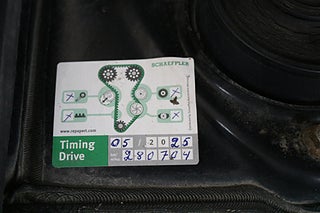 SCHAEFFLER
www.repxpert.com
Timing 05/2025
Drive 280704